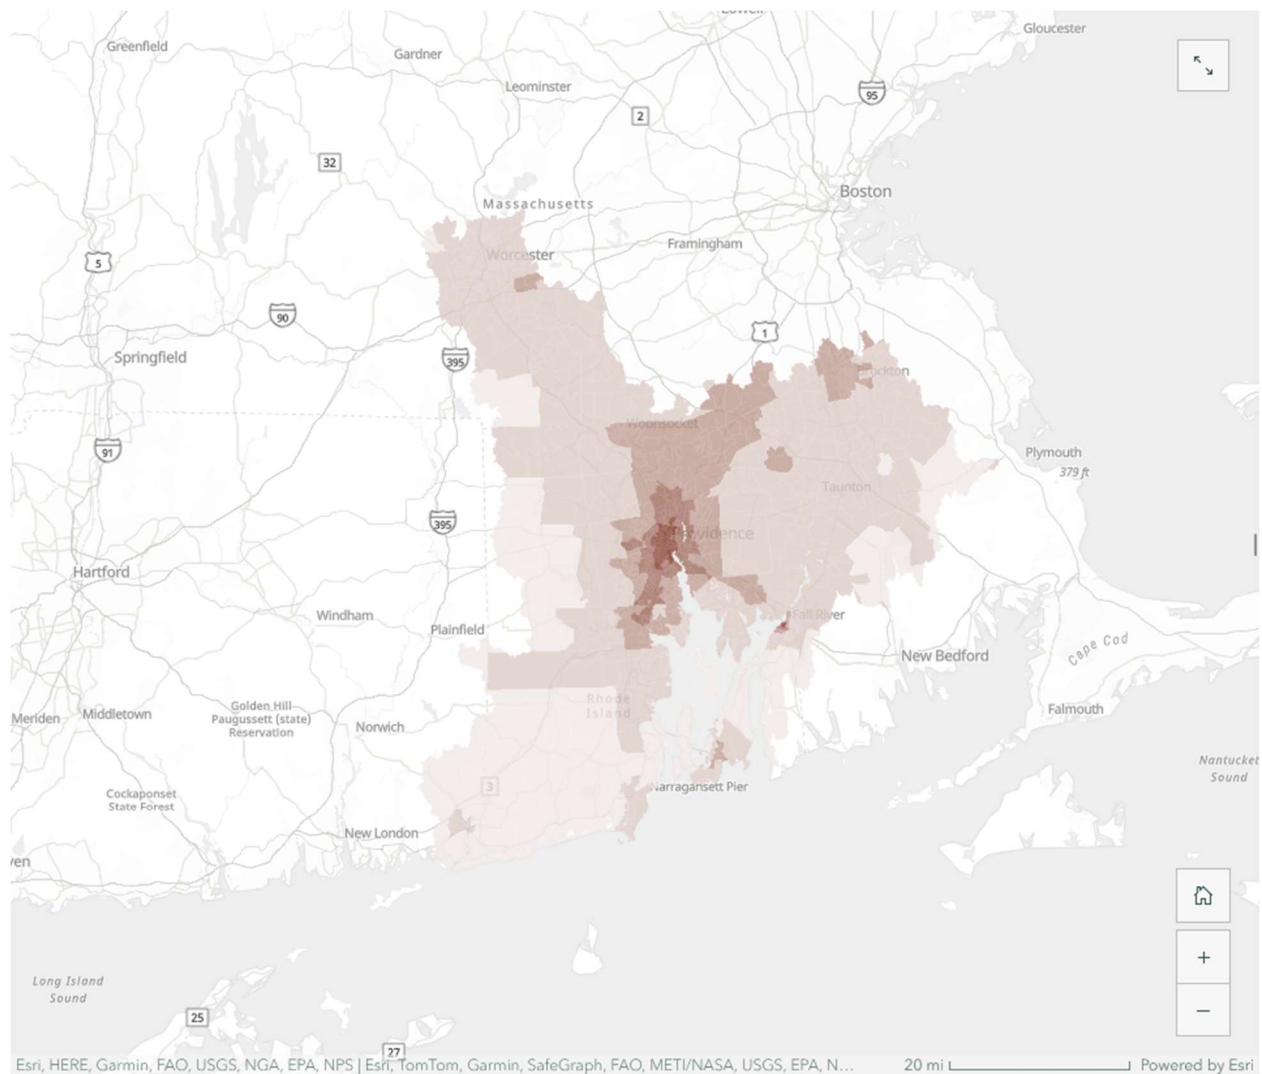 Lowell
Gloucester
Greenfield
Gardner
Leominster
95
2
32
Boston
Massachusetts
Framingham
Worcester
5
90
1
Springfield
395
Brockton
Woonsocket
91
Plymouth
379 ft
Taunton
395
Providence
Hartford
Windham
Fall River
Plainfield
New Bedford
Cape Cod
Rhode
Island
Golden Hill
Paugussett (state)
Reservation
Meriden
Middletown
Norwich
Falmouth
Nantucket
Sound
3
Narragansett Pier
Cockaponset
State Forest
New London
ven
Long Island
Sound
+
−
25
27
Esri, HERE, Garmin, FAO, USGS, NGA, EPA, NPS | Esri, TomTom, Garmin, SafeGraph, FAO, METI/NASA, USGS, EPA, N...
20 mi
Powered by Esri